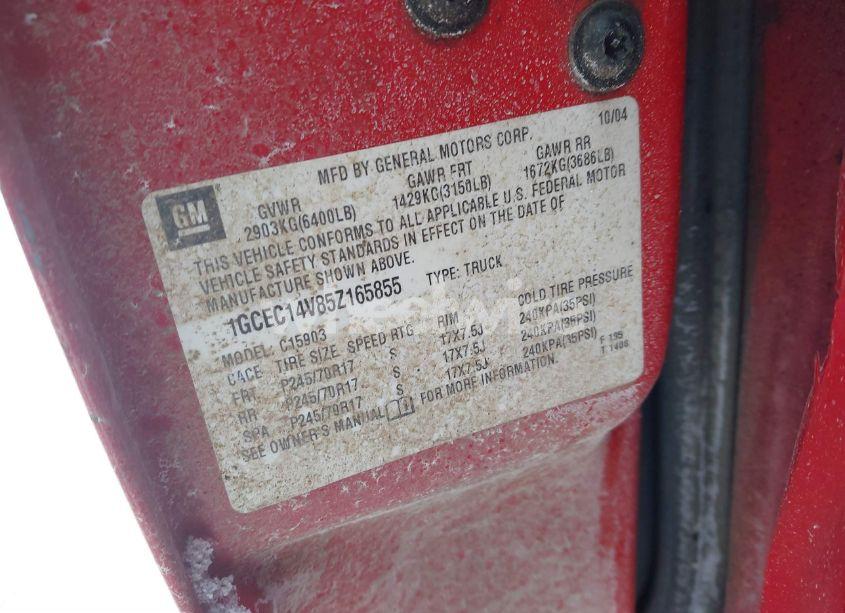 10/04
MFD BY GENERAL MOTORS CORP.
GM
GVWR GAWR FRT GAWR RR
2903KG(6400LB) 1429KG(3150LB) 1672KG(3686LB)
THIS VEHICLE CONFORMS TO ALL APPLICABLE U.S. FEDERAL MOTOR
VEHICLE SAFETY STANDARDS IN EFFECT ON THE DATE OF
MANUFACTURE SHOWN ABOVE.
1GCEC14V85Z165855 TYPE: TRUCK
MODEL: C15903
CACE TIRE SIZE SPEED RTG RIM COLD TIRE PRESSURE
FRT P245/70R17 S 17X7.5J 240KPA(35PSI)
RR P245/70R17 S 17X7.5J 240KPA(35PSI)
SPA P245/70R17 S 17X7.5J 240KPA(35PSI)
SEE OWNER'S MANUAL FOR MORE INFORMATION.
F 195
T 1406